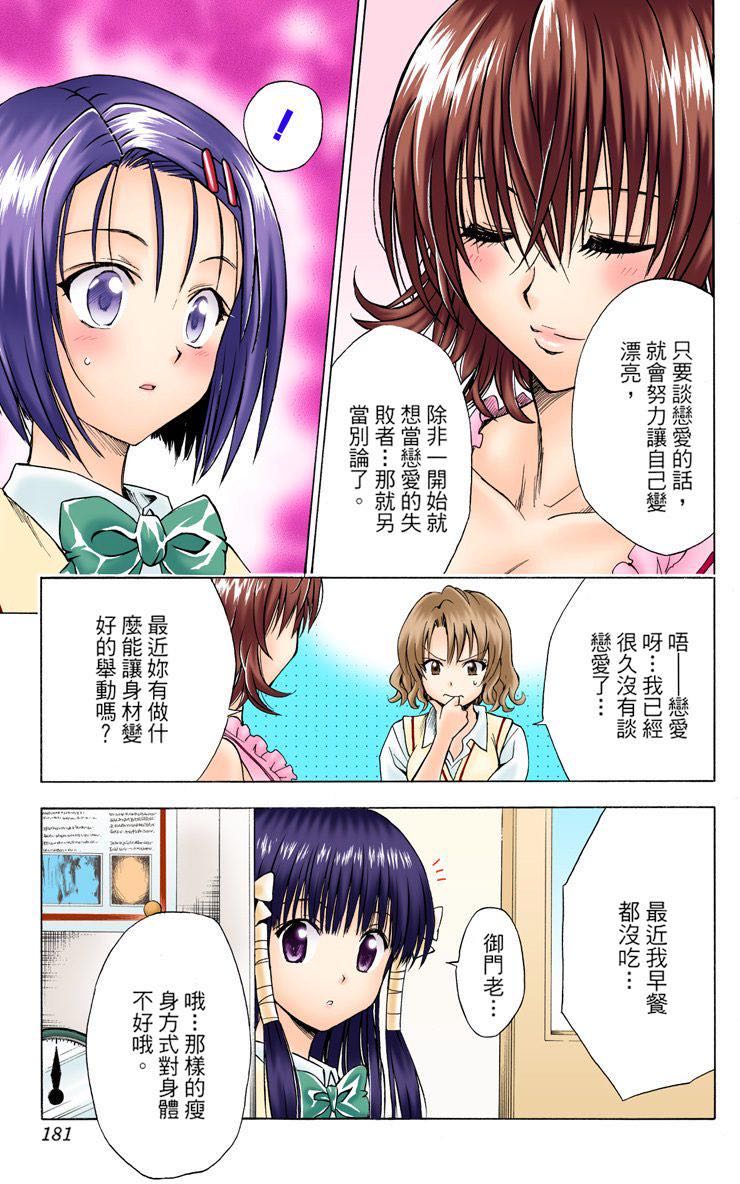 只要談戀愛的話，
就會努力讓自己變
漂亮，
除非一開始就
想當戀愛的失
敗者…那就另
當別論了。
！
唔——戀愛
呀…我已經
很久沒有談
戀愛了…
最近妳有做什
麼能讓身材變
好的舉動嗎？
最近我早餐
都沒吃…
御門老…
哦…那樣的瘦
身方式對身體
不好哦。
181